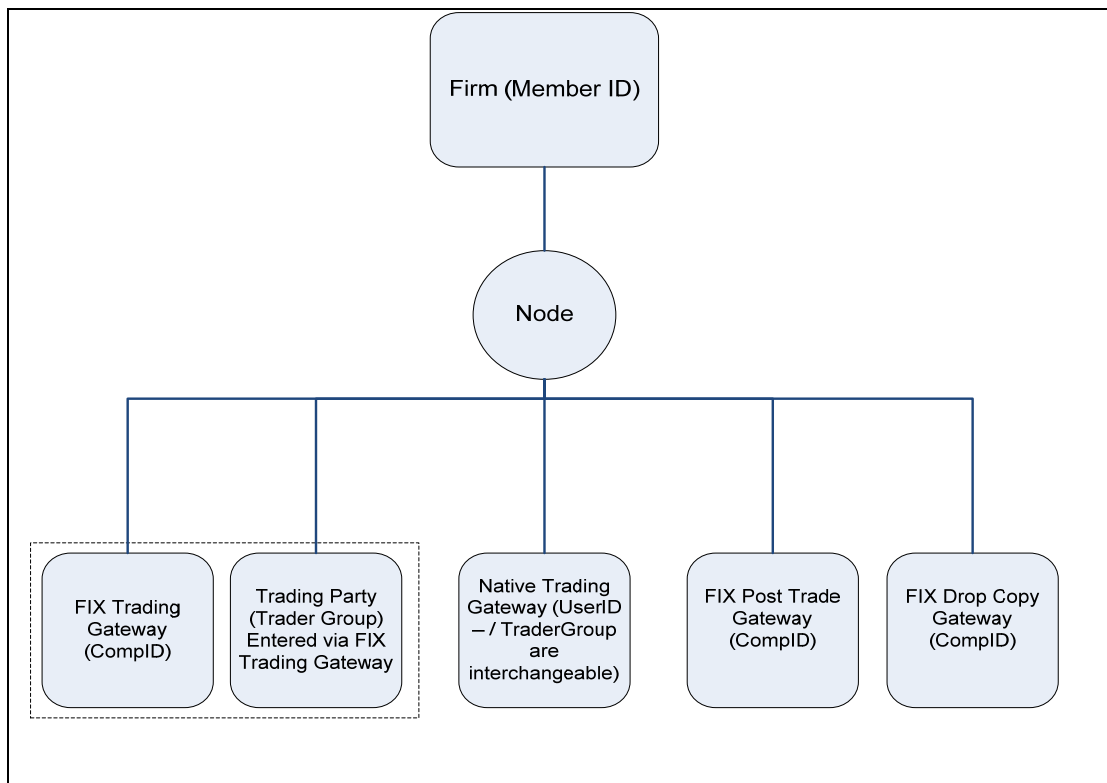 Firm (Member ID)
Node
FIX Trading
Gateway
(CompID)
Trading Party
(Trader Group)
Entered via FIX
Trading Gateway
Native Trading
Gateway (UserID
– / TraderGroup
are
interchangeable)
FIX Post Trade
Gateway
(CompID)
FIX Drop Copy
Gateway
(CompID)